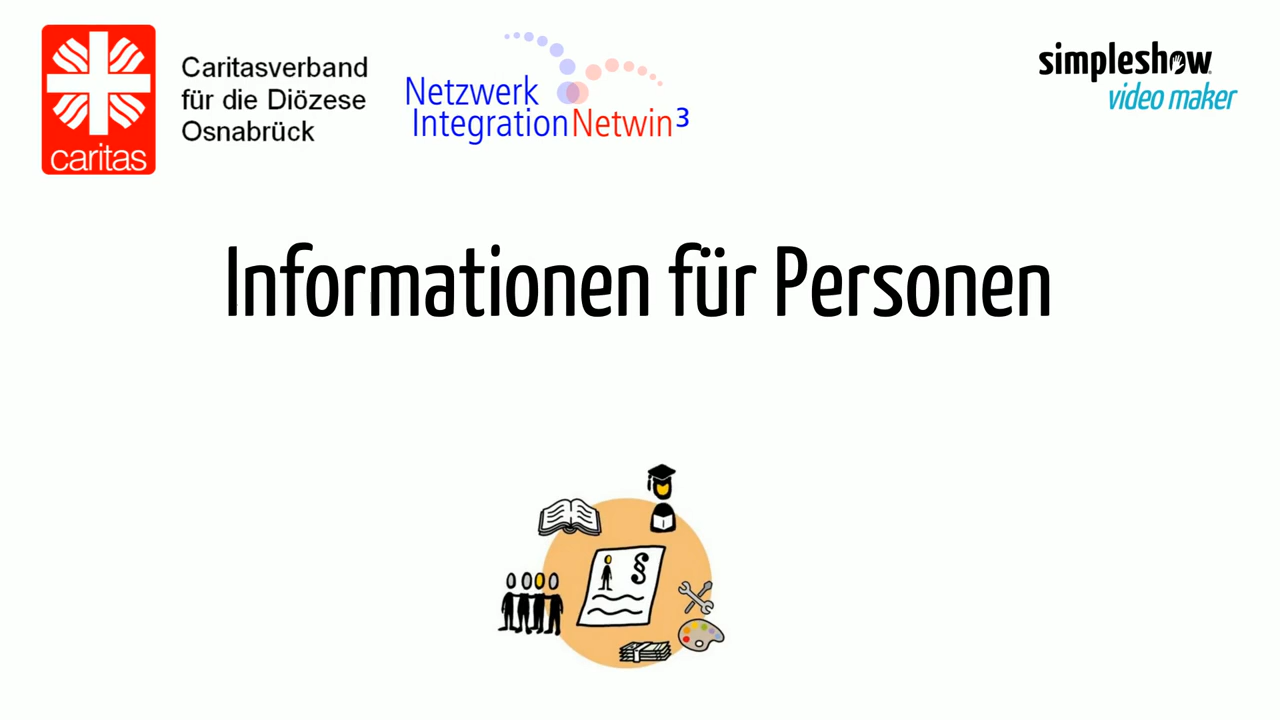 caritas
Caritasverband
für die Diözese
Osnabrück
Netzwerk
Integration Netwin³
simpleshow
video maker
Informationen für Personen
§